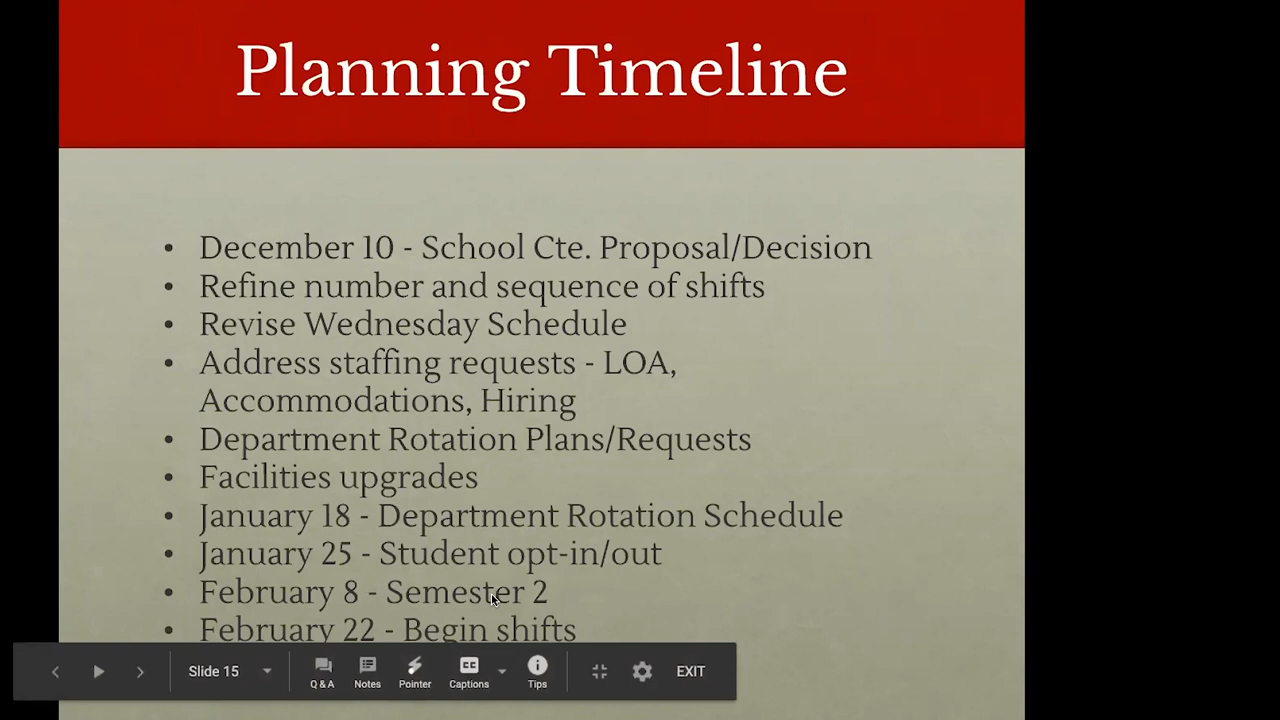 Planning Timeline
• December 10 - School Cte. Proposal/Decision
• Refine number and sequence of shifts
• Revise Wednesday Schedule
• Address staffing requests - LOA,
Accommodations, Hiring
• Department Rotation Plans/Requests
• Facilities upgrades
• January 18 - Department Rotation Schedule
• January 25 - Student opt-in/out
• February 8 - Semester 2
• February 22 - Begin shifts
Slide 15
Q & A
Notes
Pointer
CC
Captions
Tips
EXIT